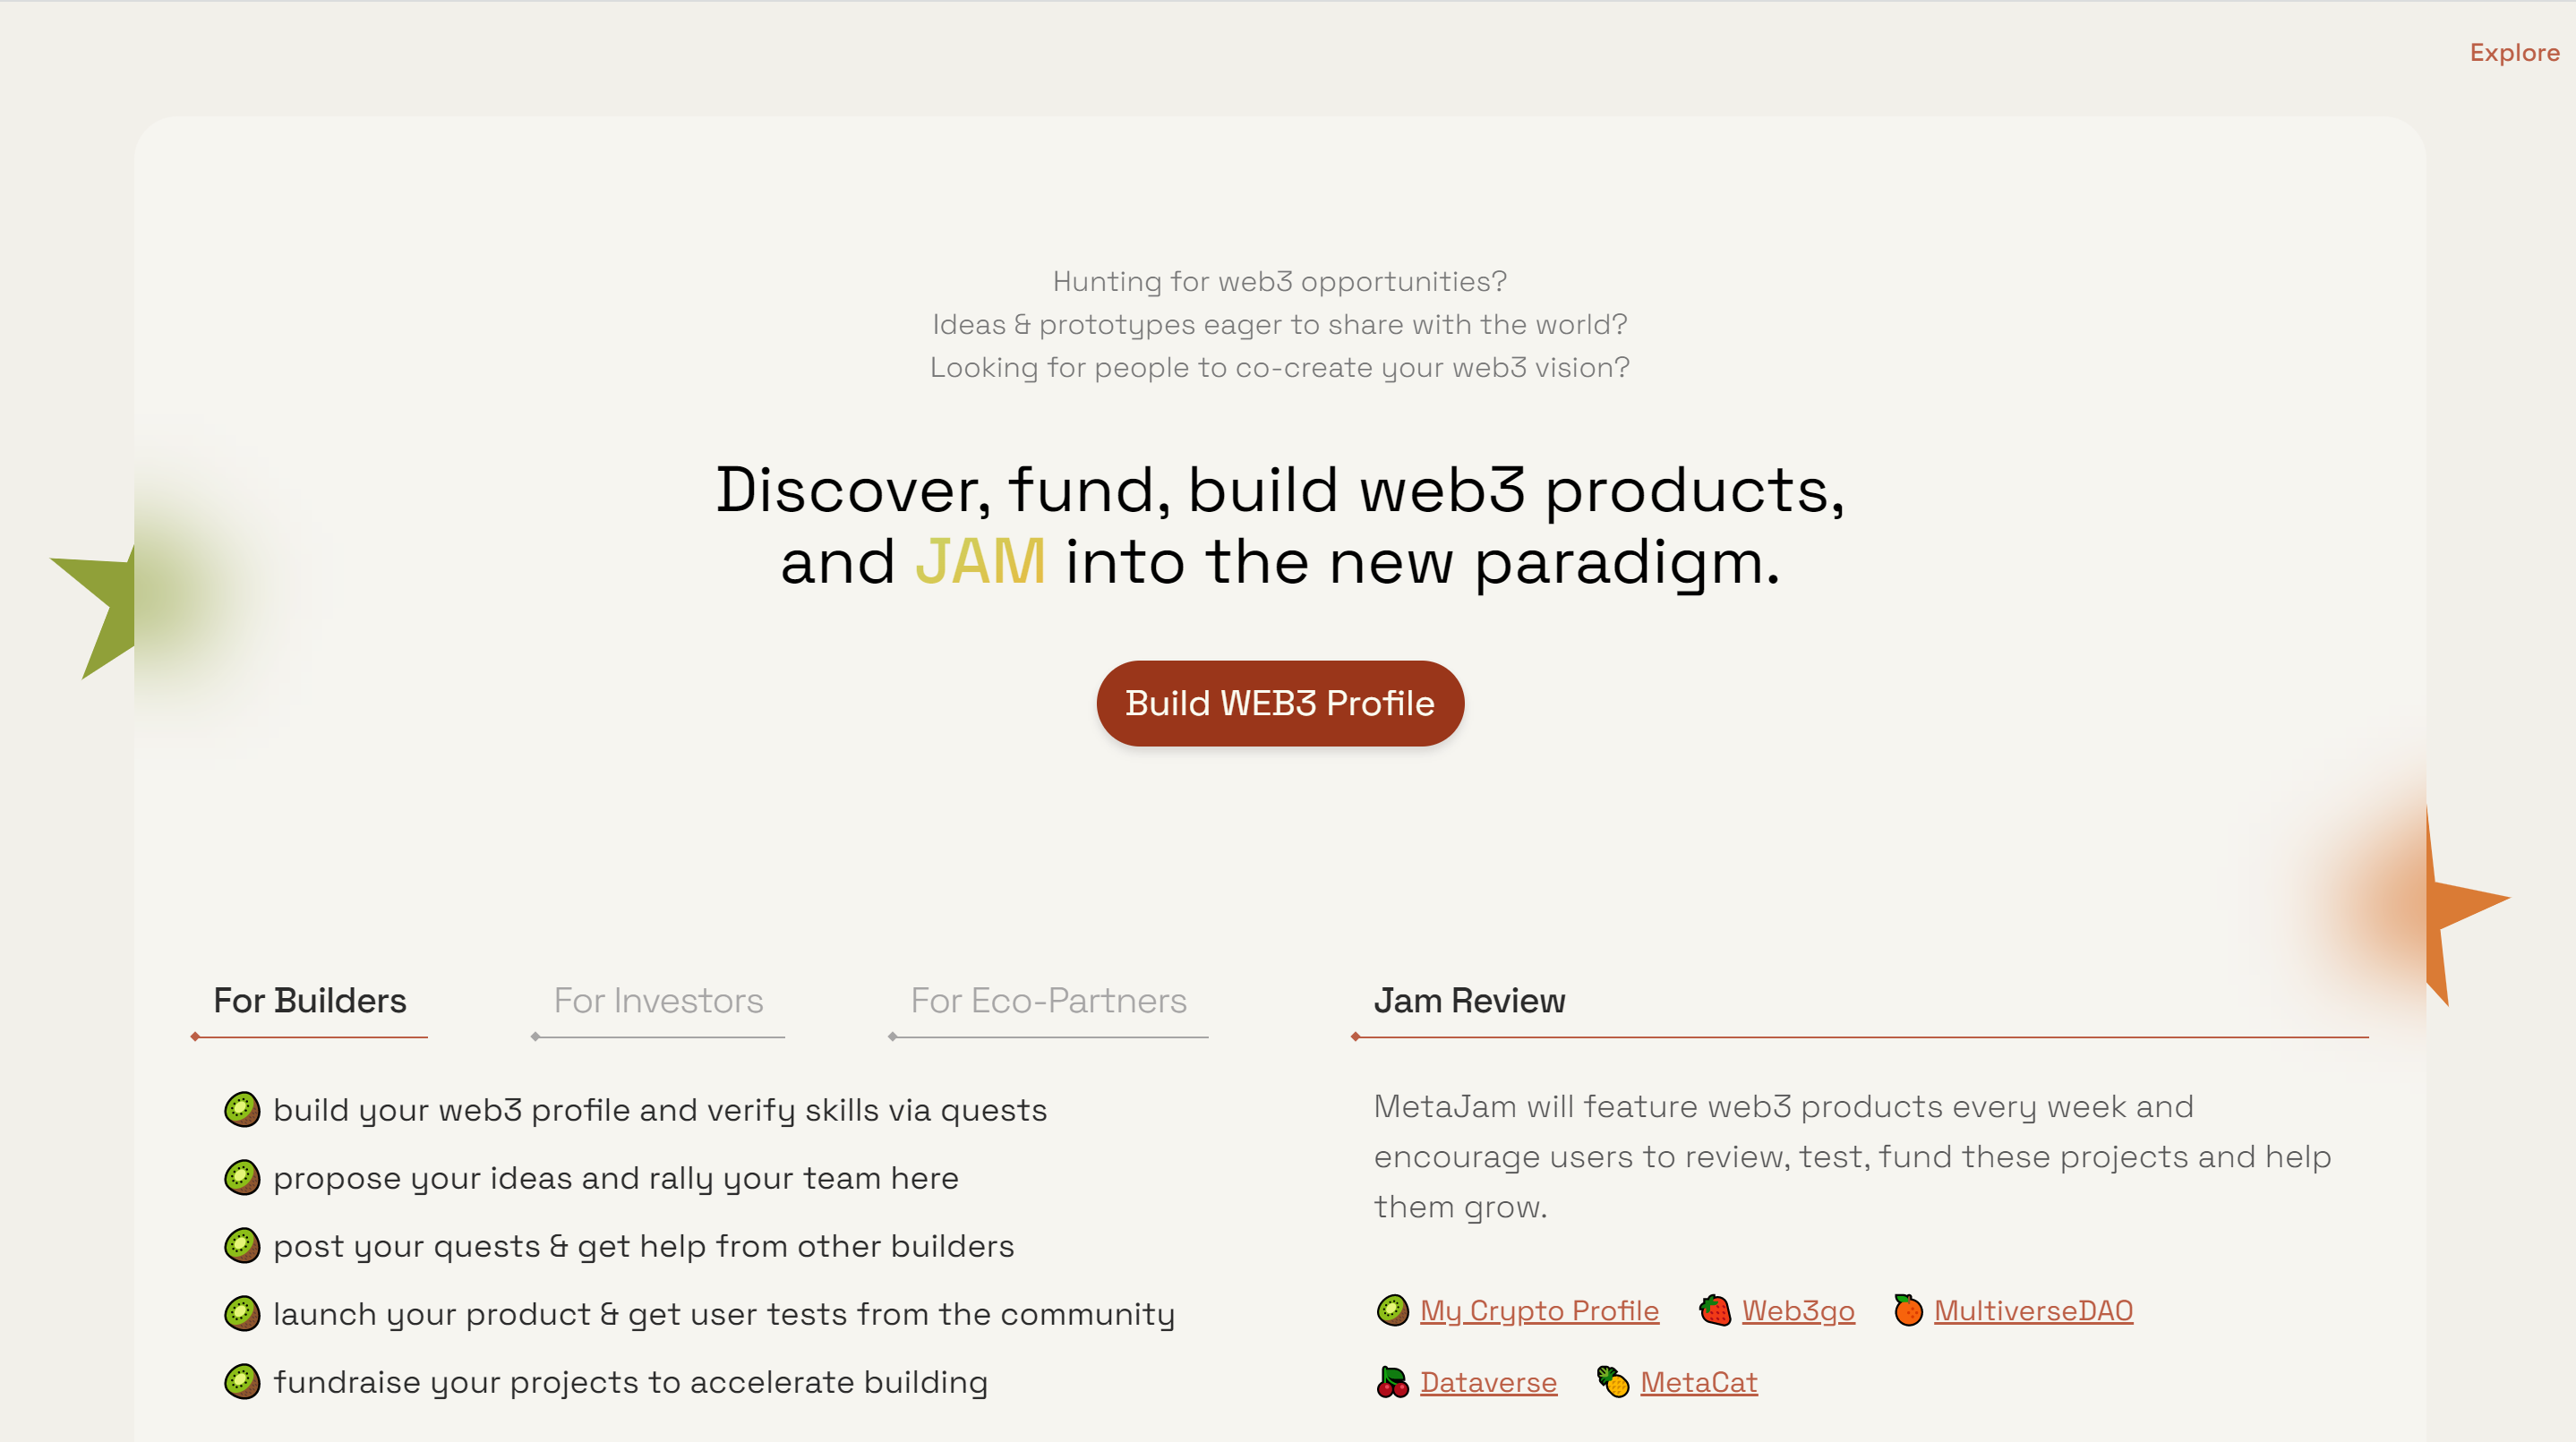 Explore
Hunting for web3 opportunities?
Ideas & prototypes eager to share with the world?
Looking for people to co-create your web3 vision?
Discover, fund, build web3 products,
and JAM into the new paradigm.
Build WEB3 Profile
For Builders
For Investors
For Eco-Partners
build your web3 profile and verify skills via quests
propose your ideas and rally your team here
post your quests & get help from other builders
launch your product & get user tests from the community
fundraise your projects to accelerate building
Jam Review
MetaJam will feature web3 products every week and
encourage users to review, test, fund these projects and help
them grow.
My Crypto Profile
Web3go
MultiverseDAO
Dataverse
MetaCat